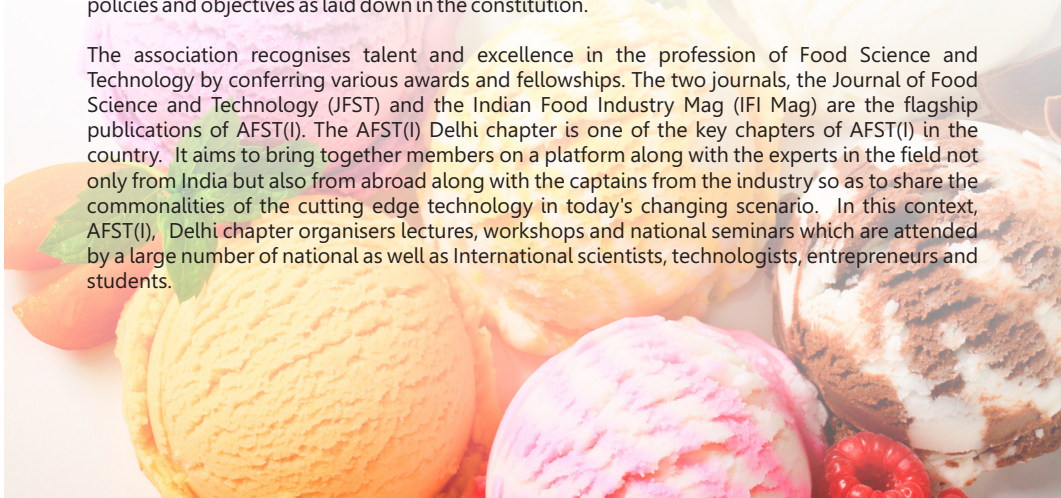 policies and objectives as laid down in the constitution.
The association recognises talent and excellence in the profession of Food Science and
Technology by conferring various awards and fellowships. The two journals, the Journal of Food
Science and Technology (JFST) and the Indian Food Industry Mag (IFI Mag) are the flagship
publications of AFST(I). The AFST(I) Delhi chapter is one of the key chapters of AFST(I) in the
country.  It aims to bring together members on a platform along with the experts in the field not
only from India but also from abroad along with the captains from the industry so as to share the
commonalities of the cutting edge technology in today's changing scenario.  In this context,
AFST(I),  Delhi chapter organisers lectures, workshops and national seminars which are attended
by a large number of national as well as International scientists, technologists, entrepreneurs and
students.